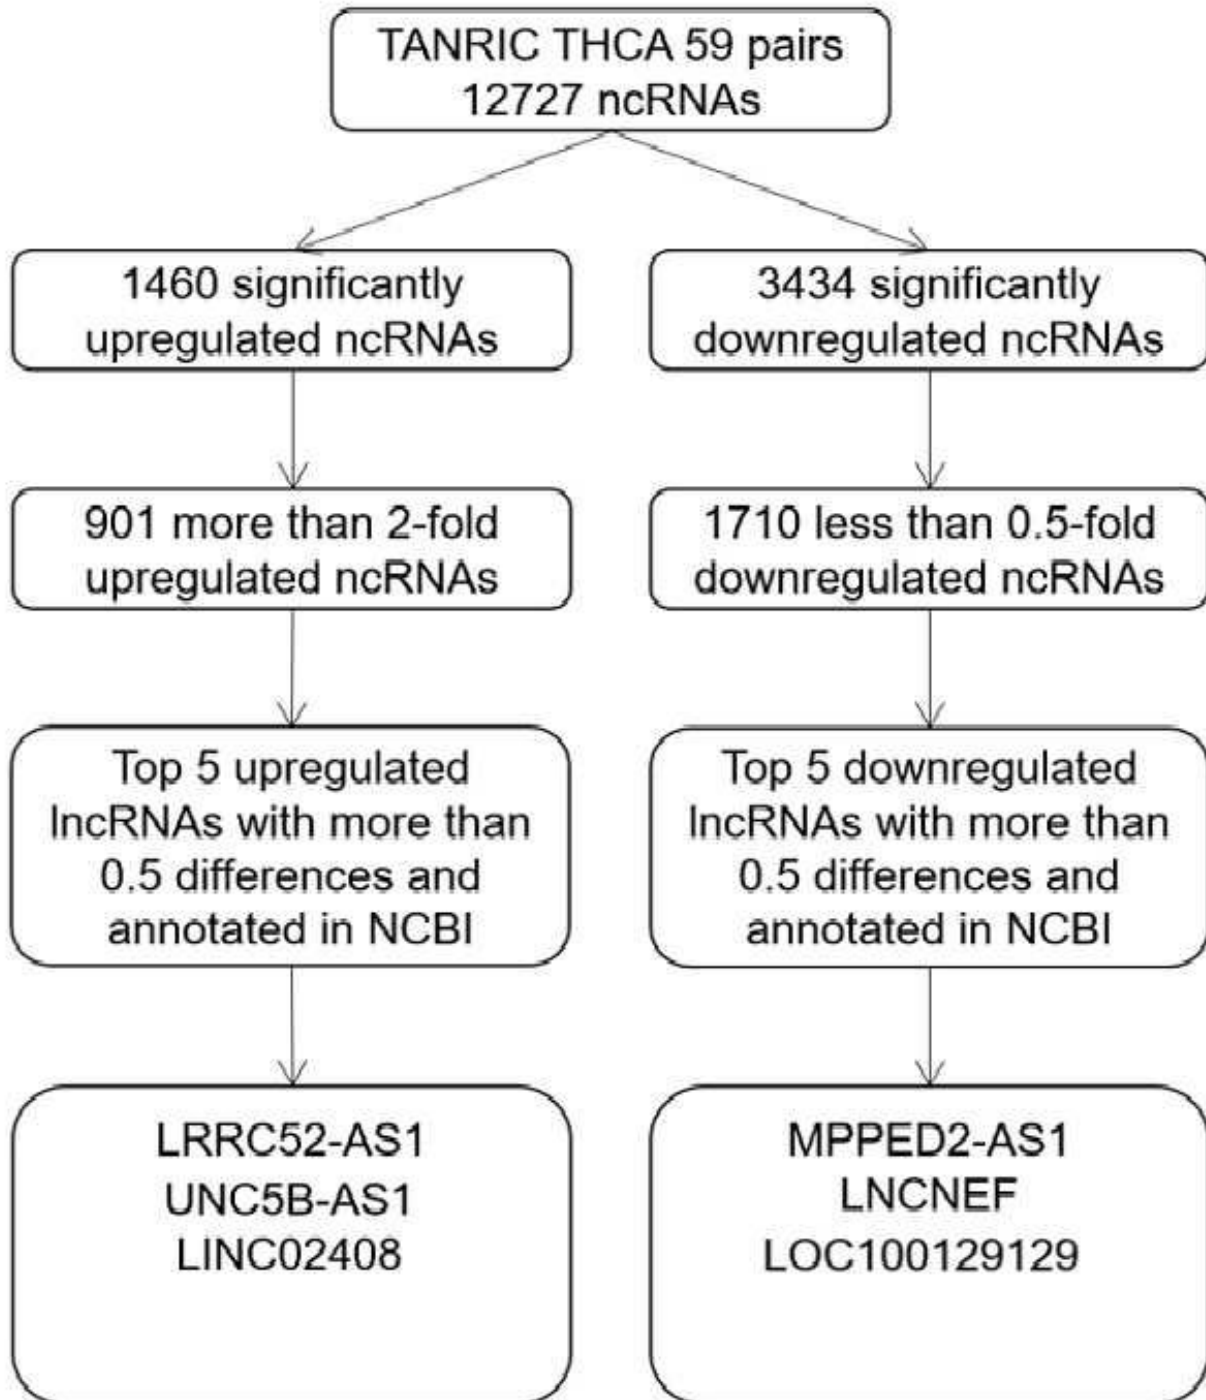 TANRIC THCA 59 pairs
12727 ncRNAs
1460 significantly
upregulated ncRNAs
3434 significantly
downregulated ncRNAs
901 more than 2-fold
upregulated ncRNAs
1710 less than 0.5-fold
downregulated ncRNAs
Top 5 upregulated
lncRNAs with more than
0.5 differences and
annotated in NCBI
Top 5 downregulated
lncRNAs with more than
0.5 differences and
annotated in NCBI
LRRC52-AS1
UNC5B-AS1
LINC02408
MPPED2-AS1
LNCNEF
LOC100129129